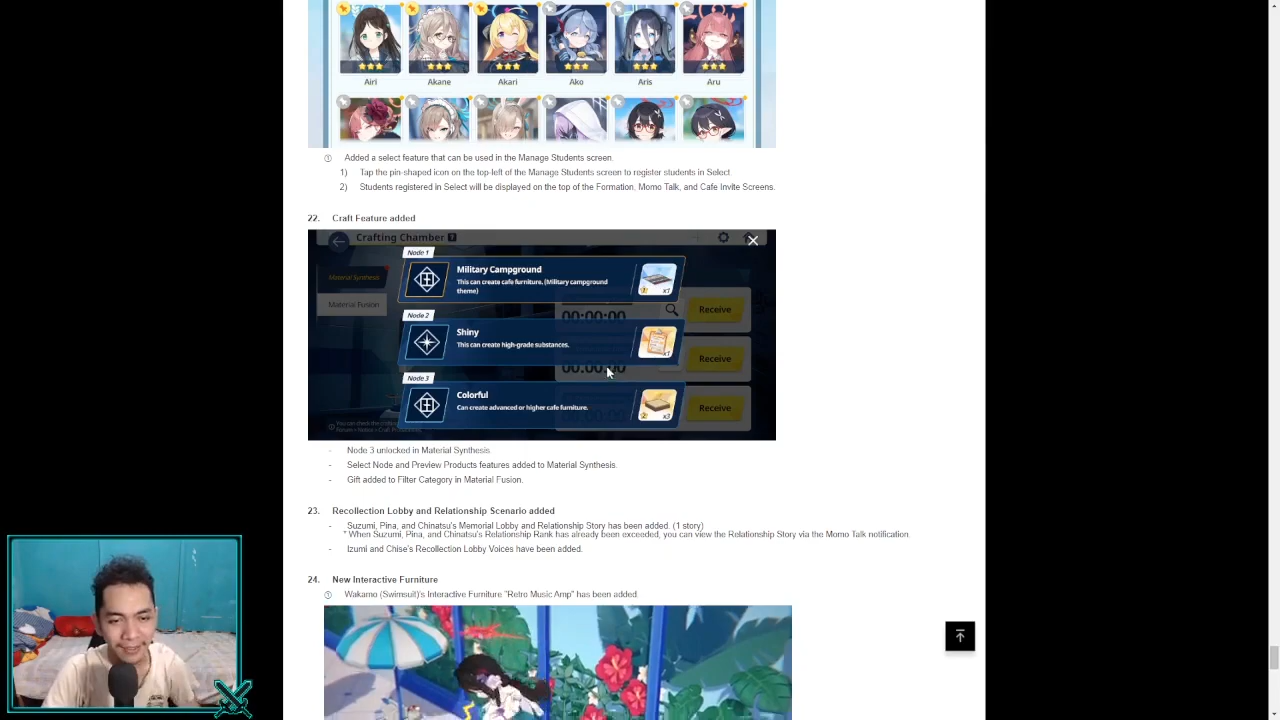 Airi
Akane
Akari
Ako
Aris
Aru
① Added a select feature that can be used in the Manage Students screen.
1) Tap the pin-shaped icon on the top-left of the Manage Students screen to register students in Select.
2) Students registered in Select will be displayed on the top of the Formation, Momo Talk, and Cafe Invite Screens.
22. Craft Feature added
Crafting Chamber
Node 1
Military Campground
This can create cafe furniture. (Military campground
theme)
x1
Material Synthesis
Material Fusion
00:00:00
Receive
Node 2
Shiny
This can create high-grade substances.
x1
00:00:00
Receive
Node 3
Colorful
Can create advanced or higher cafe furniture.
x3
Receive
- Node 3 unlocked in Material Synthesis.
- Select Node and Preview Products features added to Material Synthesis.
- Gift added to Filter Category in Material Fusion.
23. Recollection Lobby and Relationship Scenario added
- Suzumi, Pina, and Chinatsu's Memorial Lobby and Relationship Story has been added. (1 story)
* When Suzumi, Pina, and Chinatsu's Relationship Rank has already been exceeded, you can view the Relationship Story via the Momo Talk notification.
- Izumi and Chise's Recollection Lobby Voices have been added.
24. New Interactive Furniture
① Wakamo (Swimsuit)'s Interactive Furniture "Retro Music Amp" has been added.